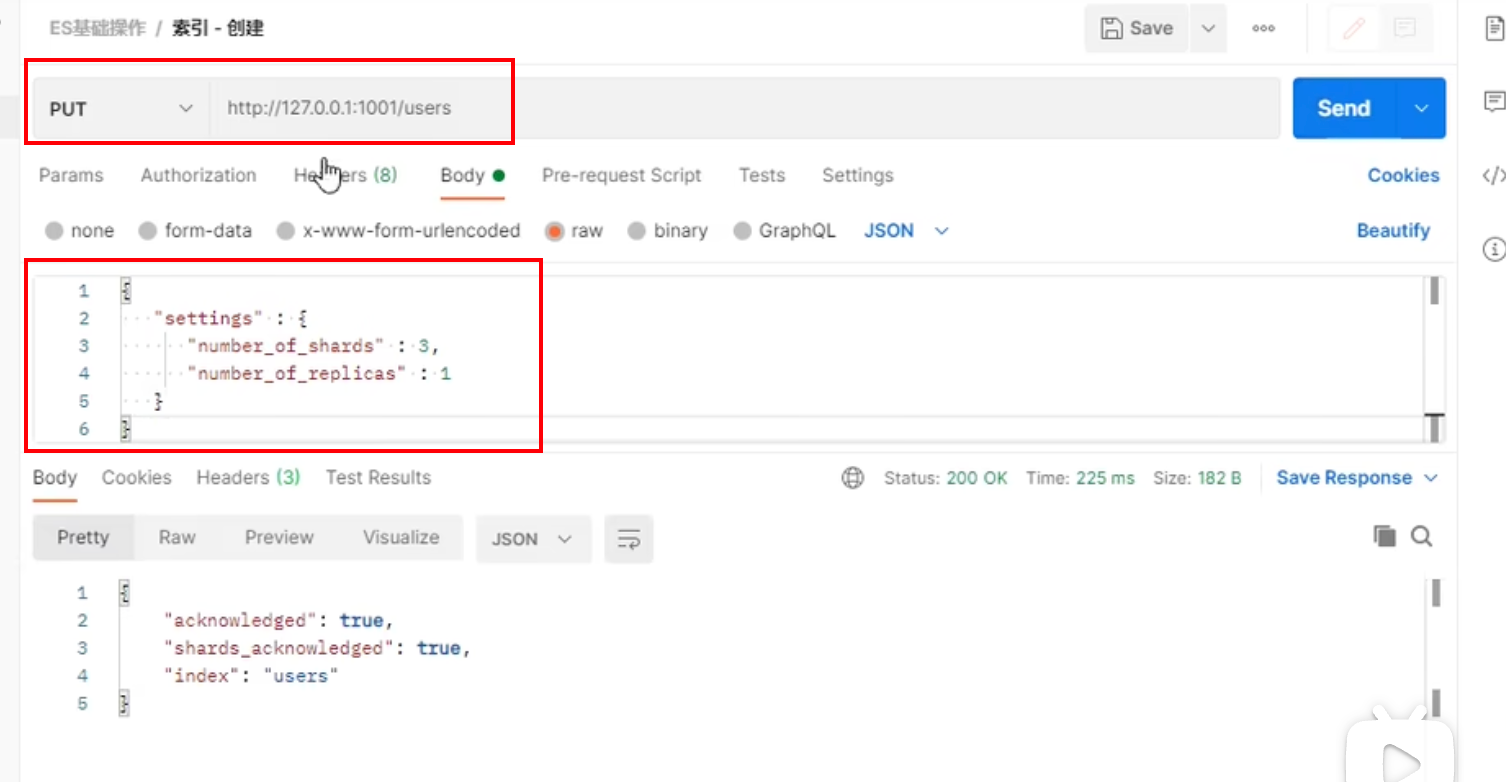 ES基础操作 / 索引 - 创建
Save
PUT http://127.0.0.1:1001/users
Send
Params Authorization Headers (8) Body Pre-request Script Tests Settings Cookies
none form-data x-www-form-urlencoded raw binary GraphQL JSON Beautify
1 {
2 "settings" : {
3 "number_of_shards" : 3,
4 "number_of_replicas" : 1
5 }
6 }
Body Cookies Headers (3) Test Results Status: 200 OK Time: 225 ms Size: 182 B Save Response
Pretty Raw Preview Visualize JSON
1 {
2 "acknowledged": true,
3 "shards_acknowledged": true,
4 "index": "users"
5 }